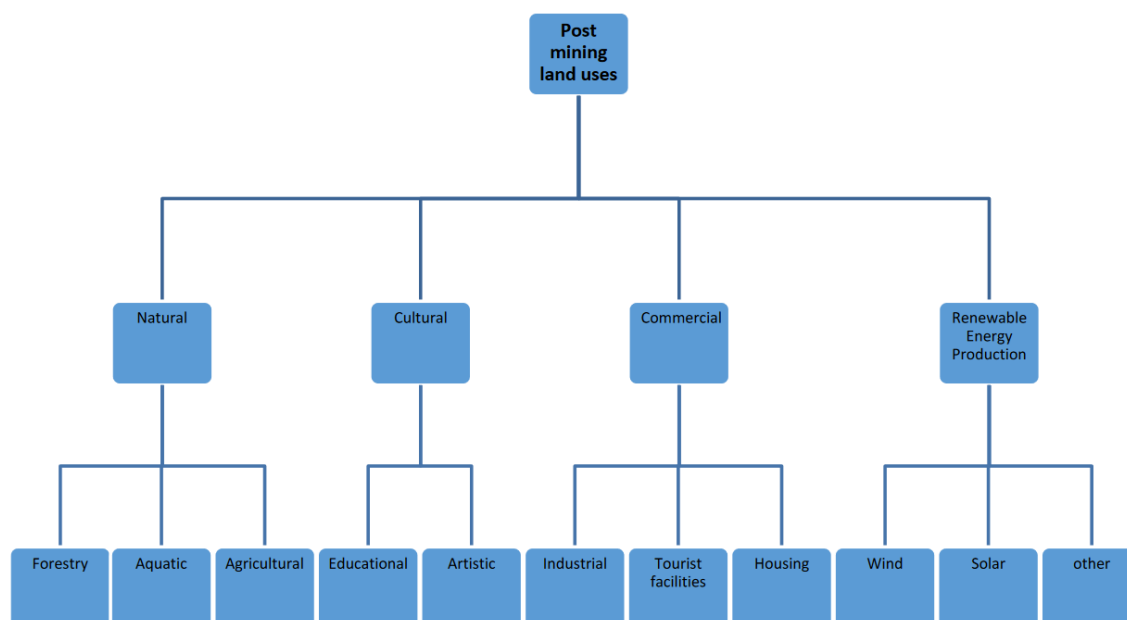 Post
mining
land uses
Natural
Cultural
Commercial
Renewable
Energy
Production
Forestry
Aquatic
Agricultural
Educational
Artistic
Industrial
Tourist
facilities
Housing
Wind
Solar
other